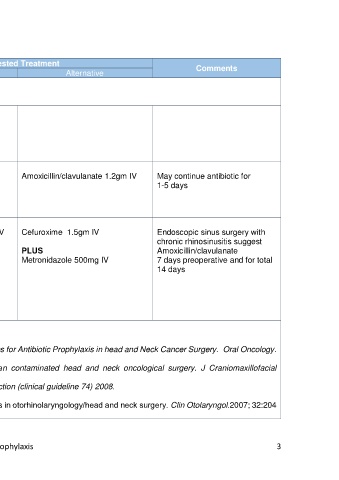 ested Treatment
Alternative
Comments
Amoxicillin/clavulanate 1.2gm IV
May continue antibiotic for
1-5 days
V
Cefuroxime 1.5gm IV
PLUS
Metronidazole 500mg IV
Endoscopic sinus surgery with
chronic rhinosinusitis suggest
Amoxicillin/clavulanate
7 days preoperative and for total
14 days
s for Antibiotic Prophylaxis in head and Neck Cancer Surgery. Oral Oncology.
an contaminated head and neck oncological surgery. J Craniomaxillofacial
ction (clinical guideline 74) 2008.
s in otorhinolaryngology/head and neck surgery. Clin Otolaryngol.2007; 32:204
ophylaxis
3